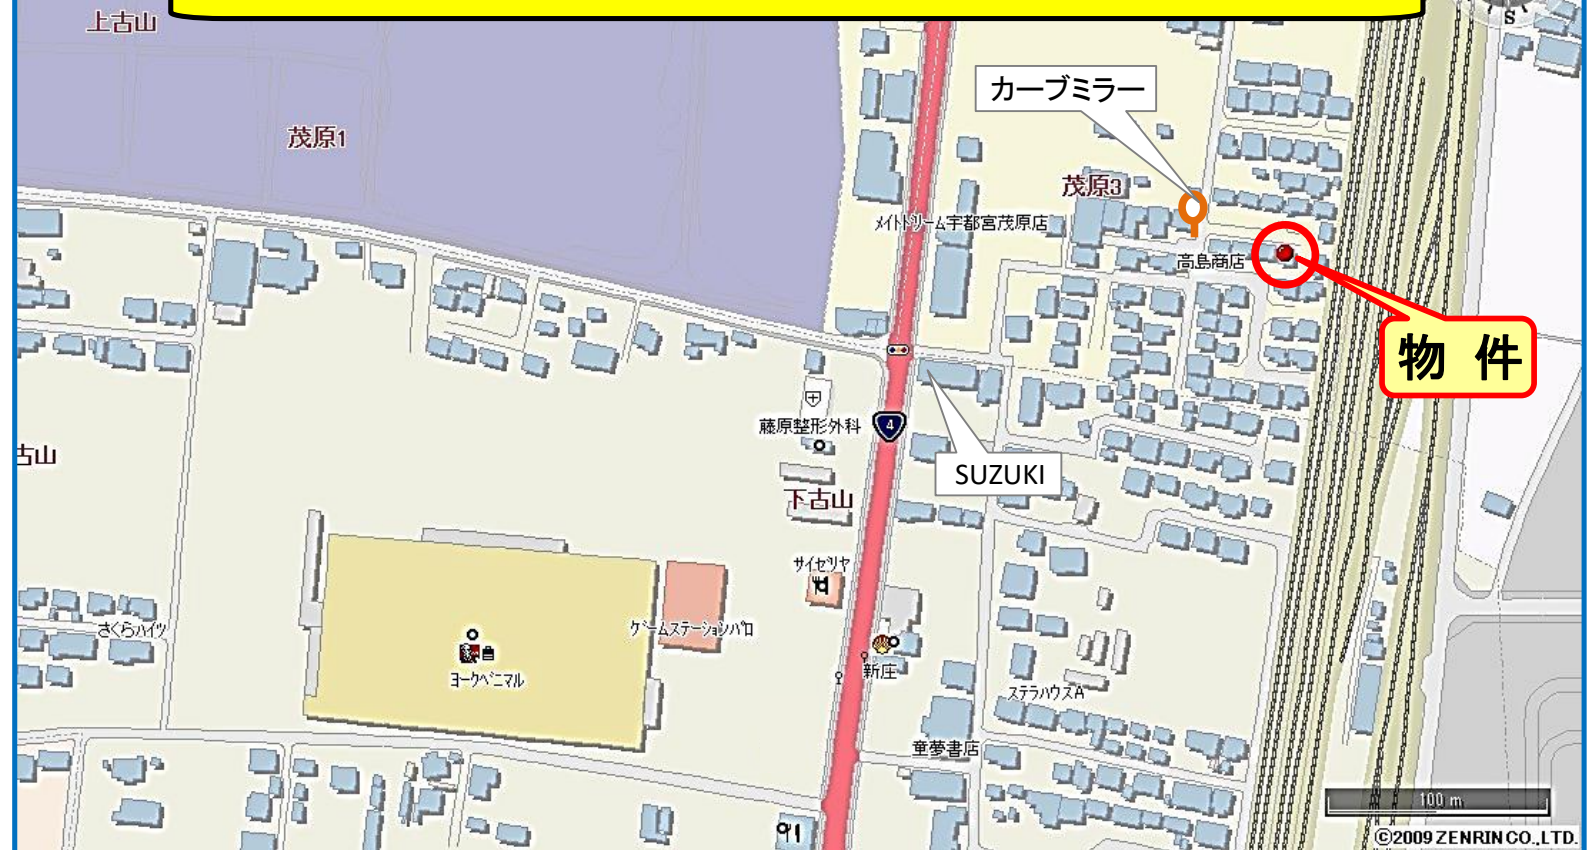 上古山
S
カーブミラー
茂原1
茂原3
メイトドリーム宇都宮茂原店
高島商店
物 件
藤原整形外科
4
古山
SUZUKI
下古山
サイゼリヤ
さくらハイツ
ゲームステーションパロ
ヨークベニマル
新庄
ステラハウスA
童夢書店
100 m
©2009 ZENRIN CO.,LTD.